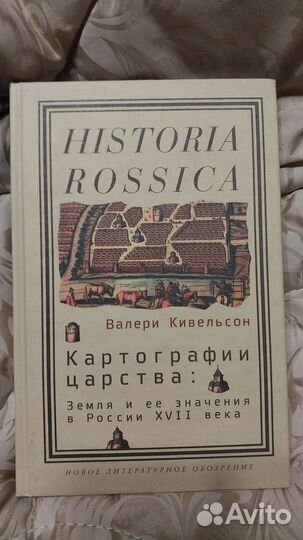 HISTORIA
ROSSICA
Валери Кивельсон
Картографии
царства:
Земля и ее значения
в России XVII века
НОВОЕ ЛИТЕРАТУРНОЕ ОБОЗРЕНИЕ
Avito